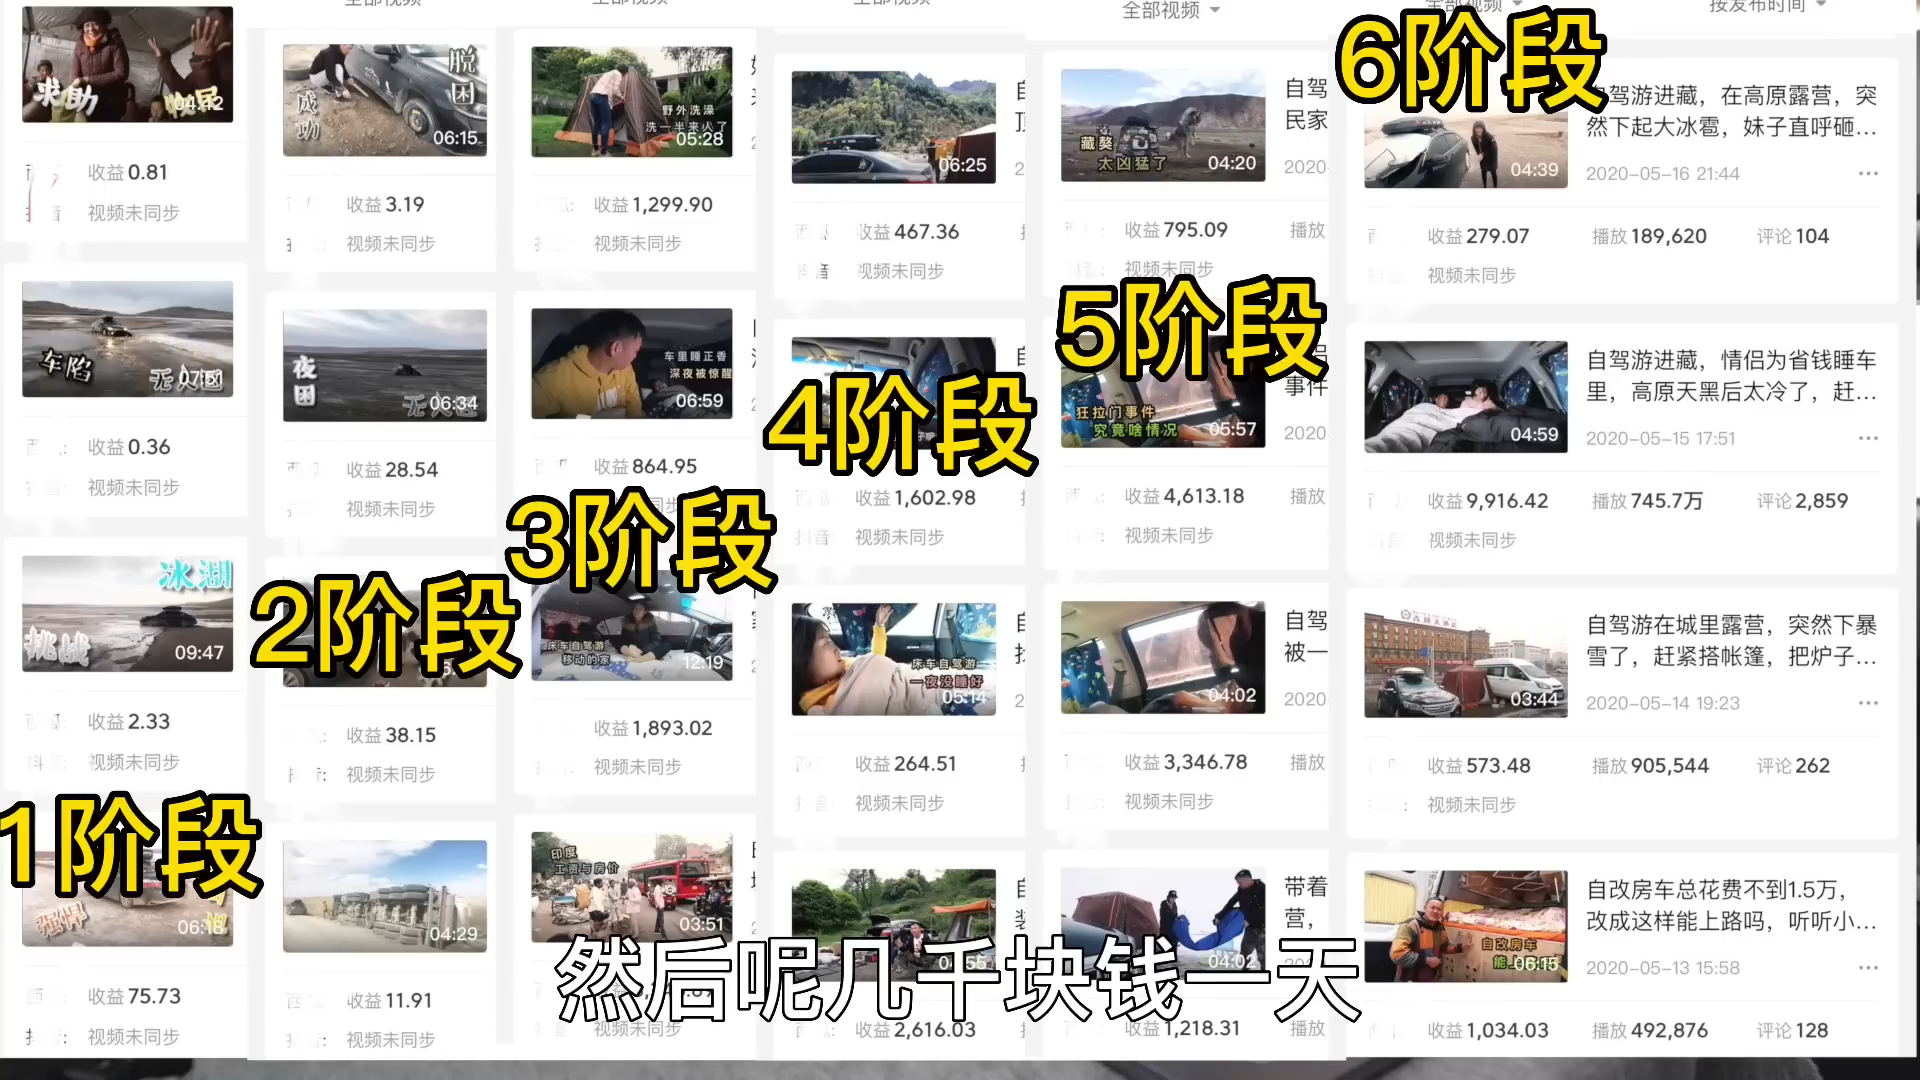 求助
04:42
收益 0.81
视频未同步
车陷
无人区
收益 0.36
视频未同步
冰湖
挑战
09:47
收益 2.33
视频未同步
1阶段
强悍
06:18
收益 75.73
视频未同步
脱困
成功
06:15
收益 3.19
视频未同步
夜困
无人区
06:34
收益 28.54
视频未同步
2阶段
收益 38.15
视频未同步
04:29
收益 11.91
视频未同步
野外洗澡
洗一半来人了
05:28
收益 1,299.90
视频未同步
车里睡正香
深夜被惊醒
06:59
收益 864.95
3阶段
床车自驾游
移动的家
12:19
收益 1,893.02
视频未同步
印度
工资与房价
03:51
视频未同步
06:25
收益 467.36
抖音
视频未同步
4阶段
收益 1,602.98
抖音:
视频未同步
床车自驾游
一夜没睡好
05:14
收益 264.51
视频未同步
04:55
收益 2,616.03
全部视频
藏獒
太凶猛了
04:20
自驾
民家
2020
收益 795.09
播放
视频未同步
5阶段
狂拉门事件
究竟啥情况
05:57
事件
2020
收益 4,613.18
播放
视频未同步
04:02
自驾
被一
2020
收益 3,346.78
播放
视频未同步
04:02
带着
营，
收益 1,218.31
播放
全部视频
按发布时间
6阶段
04:39
自驾游进藏，在高原露营，突
然下起大冰雹，妹子直呼砸…
2020-05-16 21:44
收益 279.07 播放 189,620 评论 104
视频未同步
04:59
自驾游进藏，情侣为省钱睡车
里，高原天黑后太冷了，赶…
2020-05-15 17:51
收益 9,916.42 播放 745.7万 评论 2,859
视频未同步
03:44
自驾游在城里露营，突然下暴
雪了，赶紧搭帐篷，把炉子…
2020-05-14 19:23
收益 573.48 播放 905,544 评论 262
视频未同步
自改房车
06:15
自改房车总花费不到1.5万，
改成这样能上路吗，听听小…
2020-05-13 15:58
收益 1,034.03 播放 492,876 评论 128
然后呢几千块钱一天